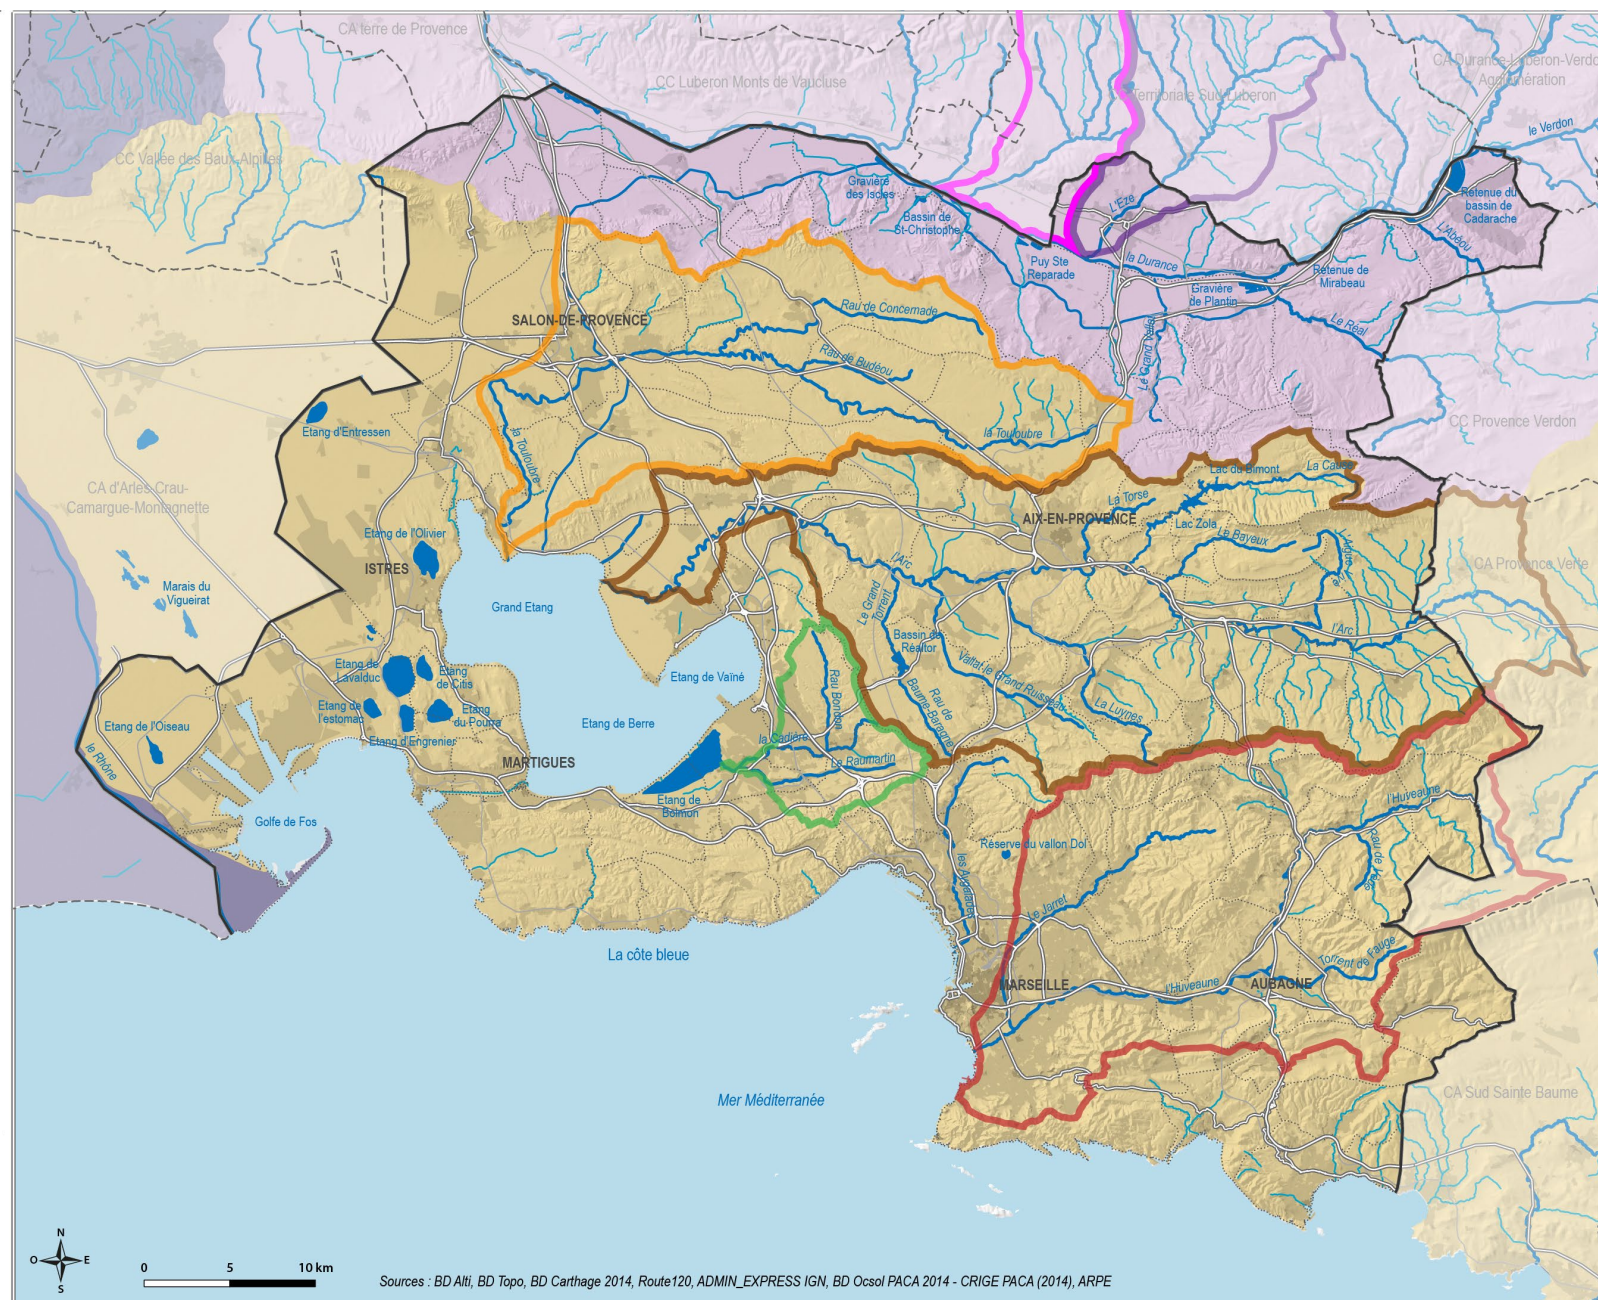 CA terre de Provence
CC Luberon Monts de Vaucluse
CC Territoriale Sud-Luberon
CA Durance-Luberon-Verdo
Agglomération
le Verdon
CC Vallée des Baux-Alpilles
Gravière
des Iscles
Bassin de
St-Christophe
L'Eze
Retenue du
bassin de
Cadarache
L'Abéou
la Durance
Puy Ste
Reparade
Retenue de
Mirabeau
Gravière
de Plantin
Le Réal
Le Grand Vallat
SALON-DE-PROVENCE
Rau de Concernade
Rau de Budéou
la Touloubre
la Touloubre
Etang d'Entressen
CC Provence Verdon
CA d'Arles-Crau-
Camargue-Montagnette
Lac du Bimont
La Cause
La Torse
AIX-EN-PROVENCE
Lac Zola
Le Bayeux
l'Aigue
Vive
CA Provence Verte
Etang de l'Olivier
ISTRES
l'Arc
Marais du
Vigueirat
Grand Etang
Le Grand
Torrent
Bassin de
Réaltor
l'Arc
Etang de
Lavalduc
Etang
de Citis
Etang de Vaïné
Vallat le Grand Ruisseau
Rau Bondon
Rau de
Baume-Baragne
La Luynes
Etang de
l'estomac
Etang
du Pourra
Etang de l'Oiseau
Etang de Berre
Etang d'Engrenier
la Cadière
le Rhône
MARTIGUES
Le Raumartin
Etang de
Bolmon
l'Huveaune
Golfe de Fos
Réserve du vallon Dol
les Aygalades
Le Jarret
La côte bleue
Torrent de Fauge
MARSEILLE
l'Huveaune
AUBAGNE
Mer Méditerranée
CA Sud Sainte Baume
N
O
E
S
0
5
10 km
Sources : BD Alti, BD Topo, BD Carthage 2014, Route120, ADMIN_EXPRESS IGN, BD Ocsol PACA 2014 - CRIGE PACA (2014), ARPE